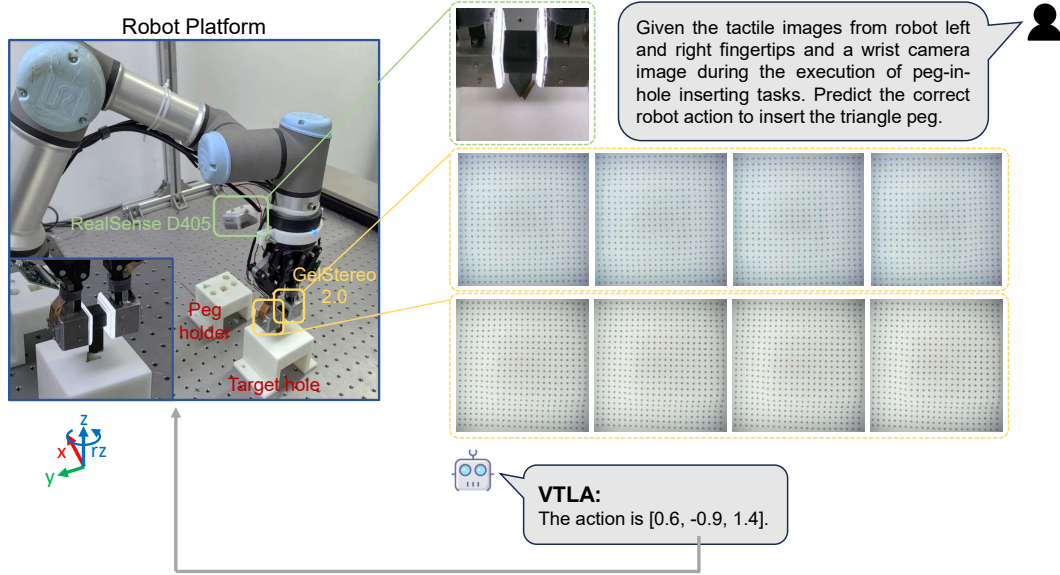 Robot Platform
RealSense D405
GelStereo
2.0
Peg
holder
Target hole
z
x
rz
y
Given the tactile images from robot left
and right fingertips and a wrist camera
image during the execution of peg-in-
hole inserting tasks. Predict the correct
robot action to insert the triangle peg.
VTLA:
The action is [0.6, -0.9, 1.4].